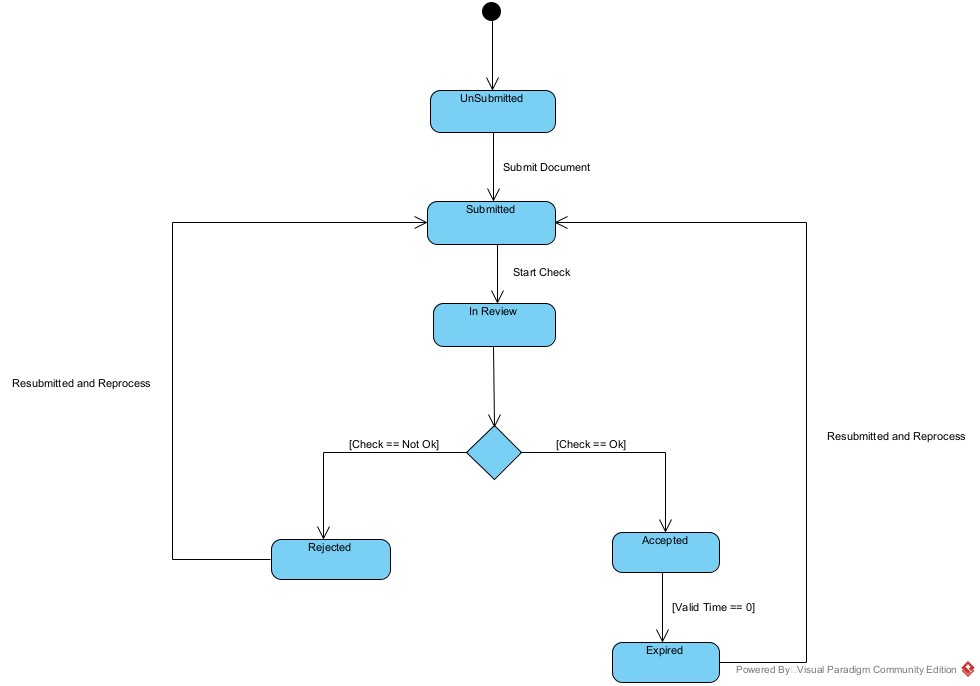 UnSubmitted
Submit Document
Submitted
Start Check
In Review
Resubmitted and Reprocess
Resubmitted and Reprocess
[Check == Not Ok]
[Check == Ok]
Rejected
Accepted
[Valid Time == 0]
Expired
Powered By Visual Paradigm Community Edition